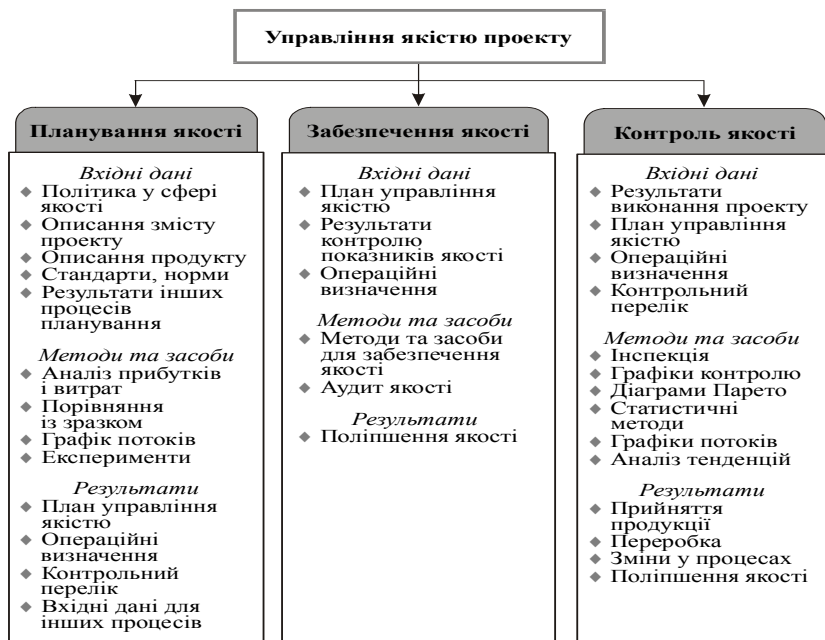 Управління якістю проекту
Планування якості
Вхідні дані
◆ Політика у сфері
якості
◆ Описання змісту
проекту
◆ Описання продукту
◆ Стандарти, норми
◆ Результати інших
процесів
планування
Методи та засоби
◆ Аналіз прибутків
і витрат
◆ Порівняння
із зразком
◆ Графік потоків
◆ Експерименти
Результати
◆ План управління
якістю
◆ Операційні
визначення
◆ Контрольний
перелік
◆ Вхідні дані для
інших процесів
Забезпечення якості
Вхідні дані
◆ План управління
якістю
◆ Результати
контролю
показників якості
◆ Операційні
визначення
Методи та засоби
◆ Методи та засоби
для забезпечення
якості
◆ Аудит якості
Результати
◆ Поліпшення якості
Контроль якості
Вхідні дані
◆ Результати
виконання проекту
◆ План управління
якістю
◆ Операційні
визначення
◆ Контрольний
перелік
Методи та засоби
◆ Інспекція
◆ Графіки контролю
◆ Діаграми Парето
◆ Статистичні
методи
◆ Графіки потоків
◆ Аналіз тенденцій
Результати
◆ Прийняття
продукції
◆ Переробка
◆ Зміни у процесах
◆ Поліпшення якості